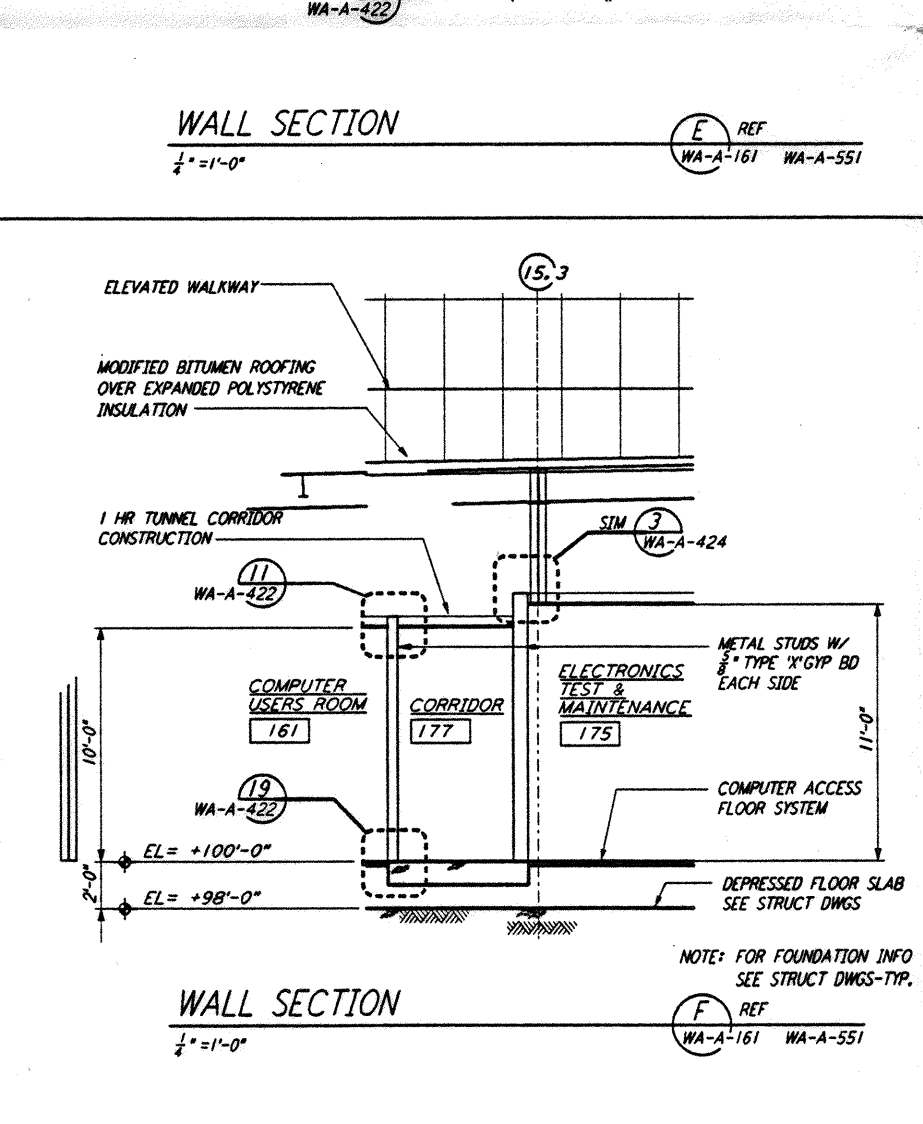 WA-A-422
WALL SECTION
1/4" =1'-0"
E REF
WA-A-161 WA-A-551
15.3
ELEVATED WALKWAY
MODIFIED BITUMEN ROOFING
OVER EXPANDED POLYSTYRENE
INSULATION
1 HR TUNNEL CORRIDOR
CONSTRUCTION
SIM 3
WA-A-424
11
WA-A-422
METAL STUDS W/
5/8" TYPE 'X'GYP BD
EACH SIDE
COMPUTER
USERS ROOM
161
CORRIDOR
177
ELECTRONICS
TEST &
MAINTENANCE
175
10'-0"
11'-0"
19
WA-A-422
COMPUTER ACCESS
FLOOR SYSTEM
EL= +100'-0"
2'-0"
EL= +98'-0"
DEPRESSED FLOOR SLAB
SEE STRUCT DWGS
NOTE: FOR FOUNDATION INFO
SEE STRUCT DWGS-TYP.
WALL SECTION
1/4" =1'-0"
F REF
WA-A-161 WA-A-551